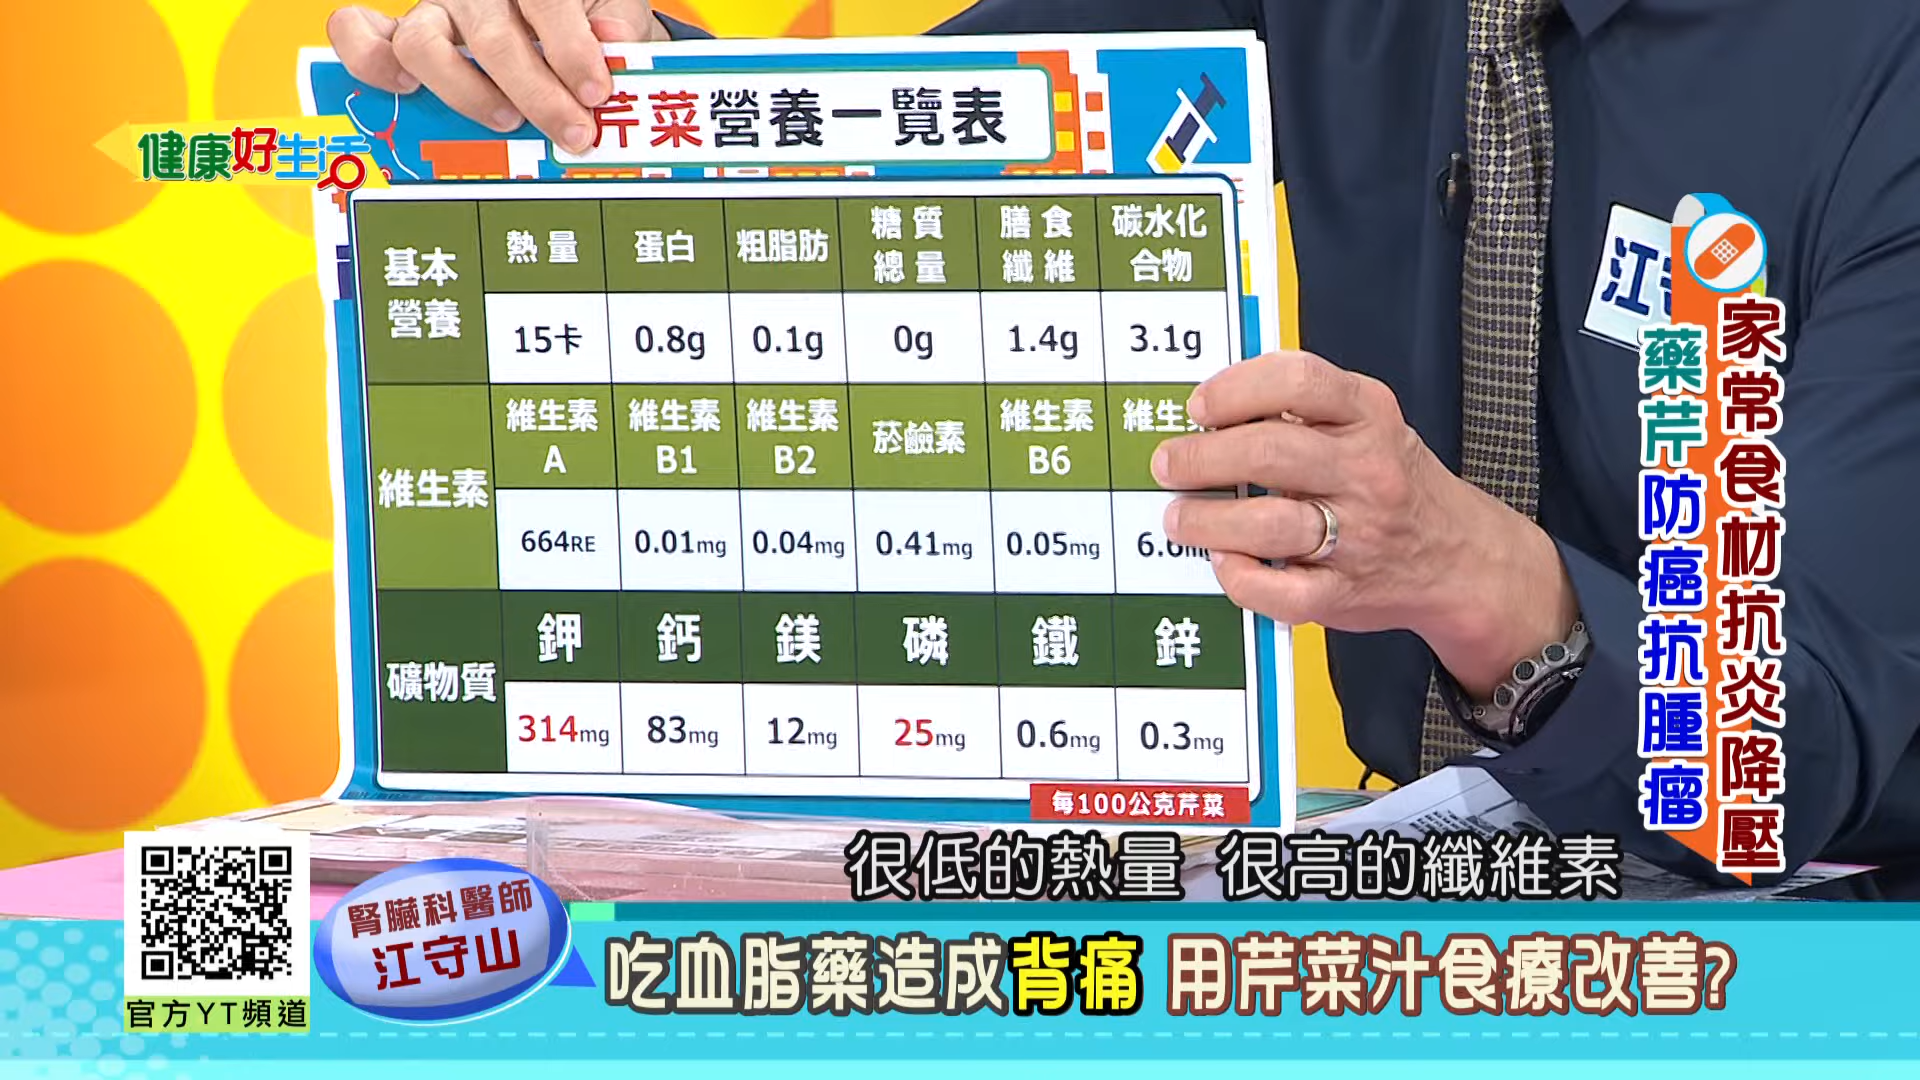 健康好生活
芹菜營養一覽表
基本營養
熱量
蛋白
粗脂肪
糖質總量
膳食纖維
碳水化合物
15卡
0.8g
0.1g
0g
1.4g
3.1g
維生素
維生素A
維生素B1
維生素B2
菸鹼素
維生素B6
維生
664RE
0.01mg
0.04mg
0.41mg
0.05mg
6.6mg
礦物質
鉀
鈣
鎂
磷
鐵
鋅
314mg
83mg
12mg
25mg
0.6mg
0.3mg
每100公克芹菜
江
家常食材抗炎降壓
藥芹防癌抗腫瘤
很低的熱量 很高的纖維素
腎臟科醫師
江守山
吃血脂藥造成背痛 用芹菜汁食療改善?
官方YT頻道